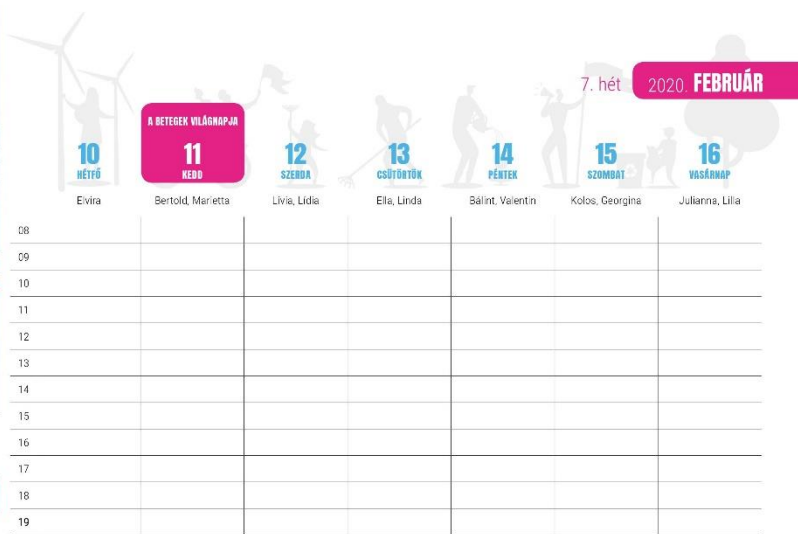 7. hét 2020. FEBRUÁR
A BETEGEK VILÁGNAPJA
10 11 12 13 14 15 16
HÉTFŐ KEDD SZERDA CSÜTÖRTÖK PÉNTEK SZOMBAT VASÁRNAP
Elvira Bertold, Marietta Lívia, Lídia Ella, Linda Bálint, Valentin Kolos, Georgina Julianna, Lilla
08
09
10
11
12
13
14
15
16
17
18
19